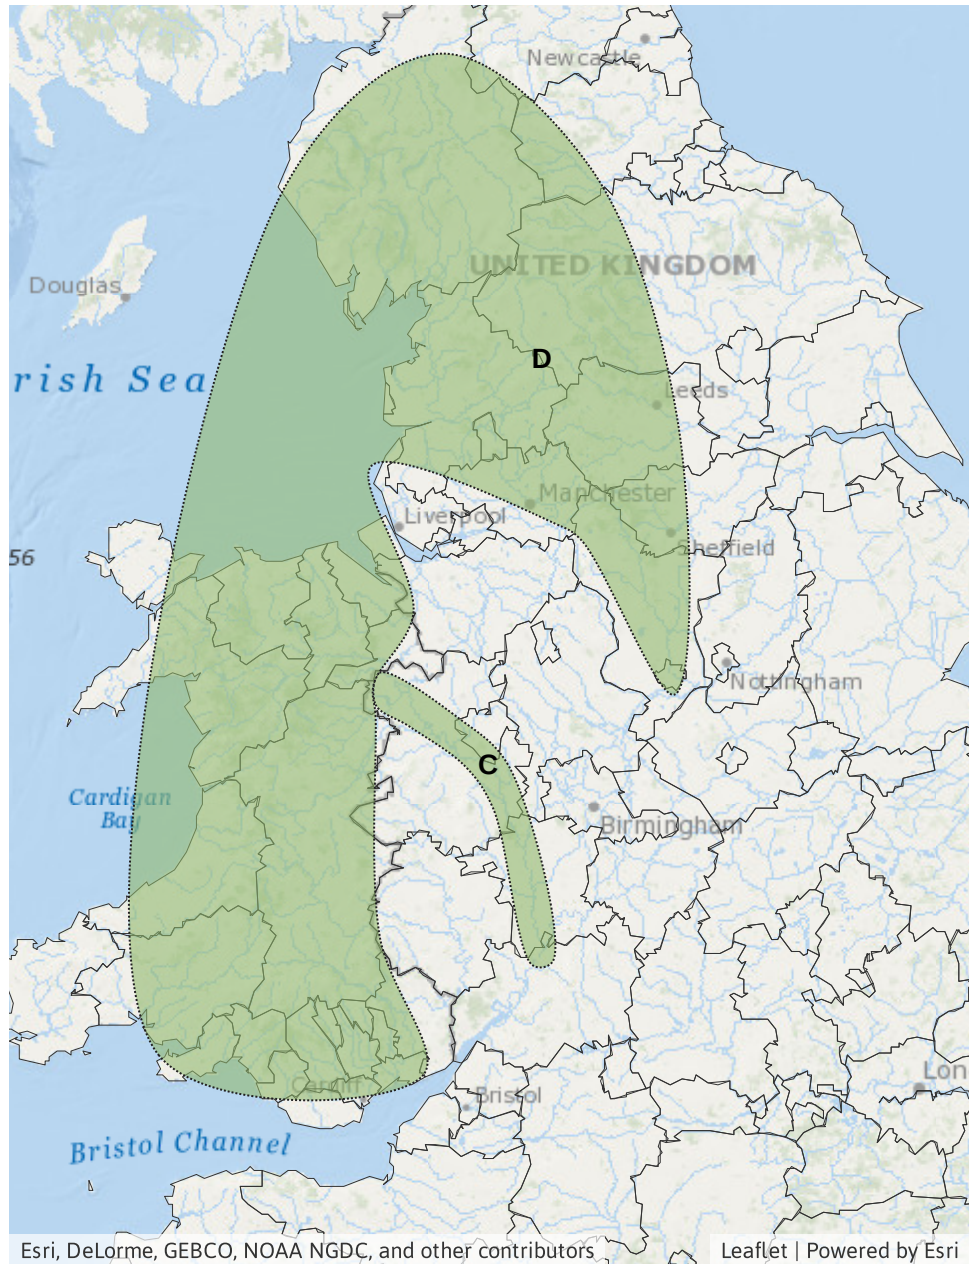 Newcastle
UNITED KINGDOM
Douglas
D
rish Sea
Leeds
Manchester
Liverpool
Sheffield
56
Nottingham
C
Cardigan
Bay
Birmingham
Cardiff
Bristol
Lon
Bristol Channel
Esri, DeLorme, GEBCO, NOAA NGDC, and other contributors
Leaflet | Powered by Esri